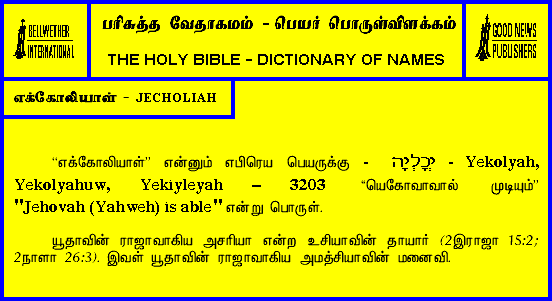 BELLWETHER
INTERNATIONAL
பரிசுத்த வேதாகமம் - பெயர் பொருள்விளக்கம்
THE HOLY BIBLE - DICTIONARY OF NAMES
GOOD NEWS
PUBLISHERS
எக்கோலியாள் - JECHOLIAH
“எக்கோலியாள்” என்னும் எபிரெய பெயருக்கு - יְכָלְיָה - Yekolyah,
Yekolyahuw, Yekiyleyah – 3203 “யெகோவாவால் முடியும்”
"Jehovah (Yahweh) is able" என்று பொருள்.
யூதாவின் ராஜாவாகிய அசரியா என்ற உசியாவின் தாயார் (2இராஜா 15:2;
2நாளா 26:3). இவள் யூதாவின் ராஜாவாகிய அமத்சியாவின் மனைவி.